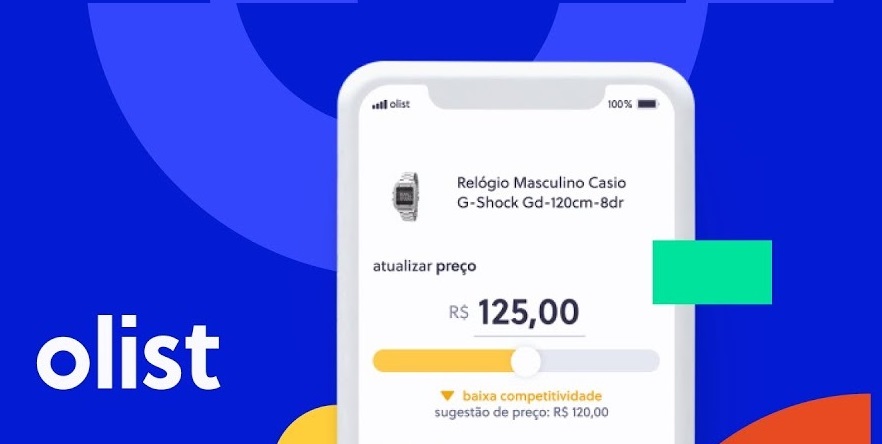 olist
100%
Relógio Masculino Casio
G-Shock Gd-120cm-8dr
atualizar preço
R$ 125,00
baixa competitividade
sugestão de preço: R$ 120,00
olist